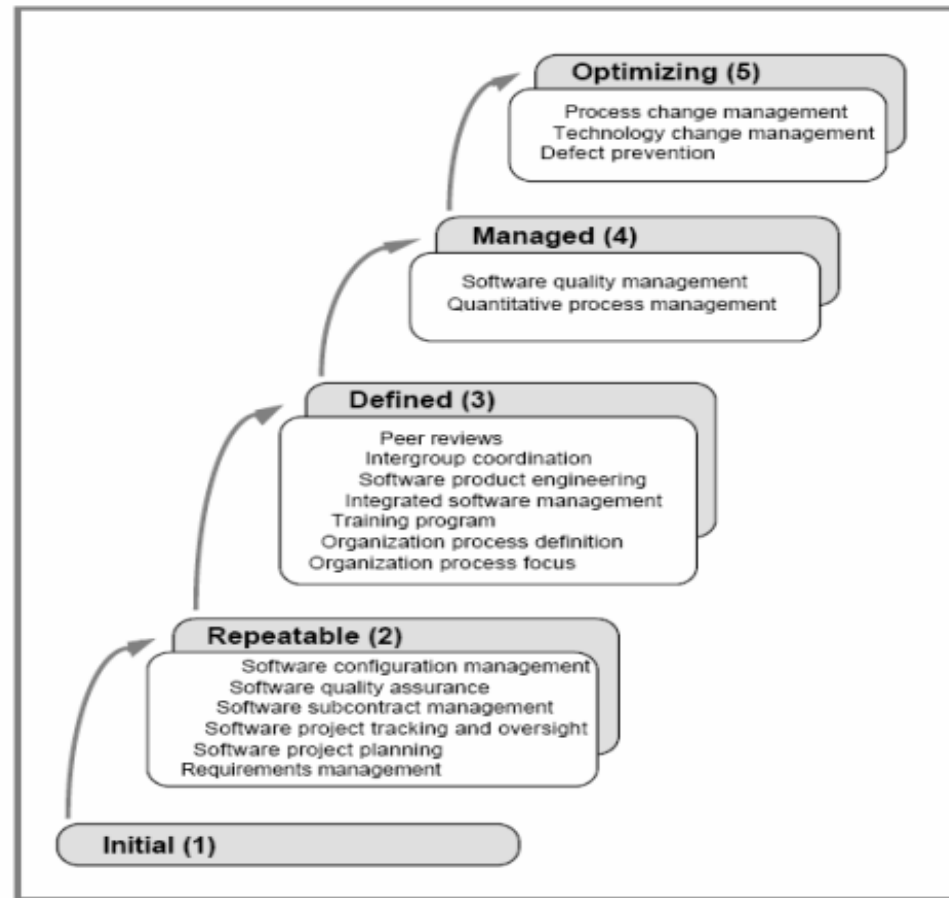 Optimizing (5)
Process change management
Technology change management
Defect prevention
Managed (4)
Software quality management
Quantitative process management
Defined (3)
Peer reviews
Intergroup coordination
Software product engineering
Integrated software management
Training program
Organization process definition
Organization process focus
Repeatable (2)
Software configuration management
Software quality assurance
Software subcontract management
Software project tracking and oversight
Software project planning
Requirements management
Initial (1)